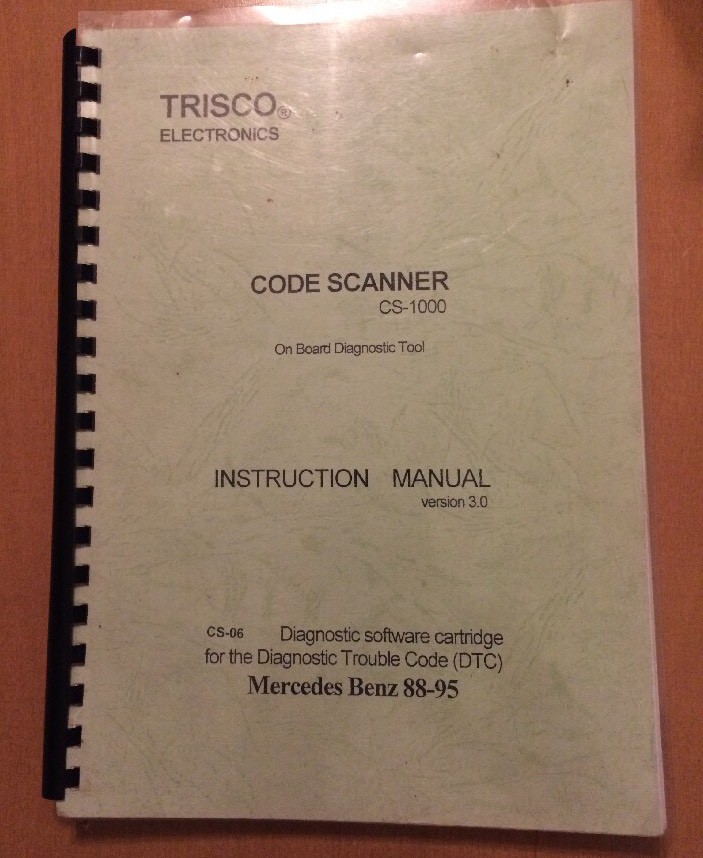 TRISCO®
ELECTRONICS
CODE SCANNER
CS-1000
On Board Diagnostic Tool
INSTRUCTION MANUAL
version 3.0
CS-06 Diagnostic software cartridge
for the Diagnostic Trouble Code (DTC)
Mercedes Benz 88-95